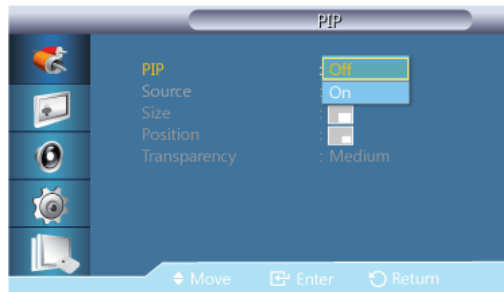 PIP
PIP : Off
On
Source :
Size :
Position :
Transparency : Medium
Move Enter Return